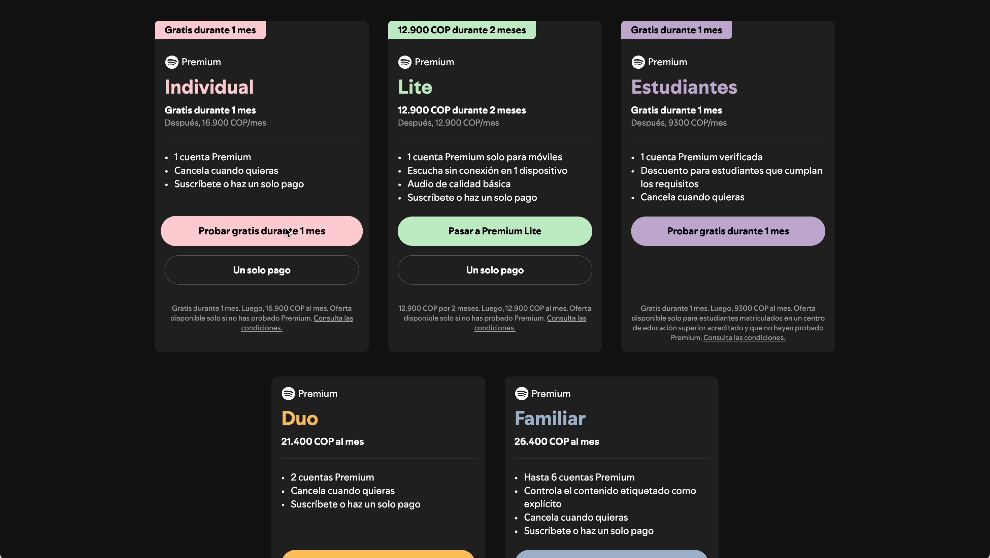 Gratis durante 1 mes
Premium
Individual
Gratis durante 1 mes
Después, 16.900 COP/mes
• 1 cuenta Premium
• Cancela cuando quieras
• Suscríbete o haz un solo pago
Probar gratis durante 1 mes
Un solo pago
Gratis durante 1 mes. Luego, 16.900 COP al mes. Oferta
disponible solo si no has probado Premium. Consulta las
condiciones.
12.900 COP durante 2 meses
Premium
Lite
12.900 COP durante 2 meses
Después, 12.900 COP/mes
• 1 cuenta Premium solo para móviles
• Escucha sin conexión en 1 dispositivo
• Audio de calidad básica
• Suscríbete o haz un solo pago
Pasar a Premium Lite
Un solo pago
12.900 COP por 2 meses. Luego, 12.900 COP al mes. Oferta
disponible solo si no has probado Premium. Consulta las
condiciones.
Gratis durante 1 mes
Premium
Estudiantes
Gratis durante 1 mes
Después, 9300 COP/mes
• 1 cuenta Premium verificada
• Descuento para estudiantes que cumplan
los requisitos
• Cancela cuando quieras
Probar gratis durante 1 mes
Gratis durante 1 mes. Luego, 9300 COP al mes. Oferta
disponible solo para estudiantes matriculados en un centro
de educación superior acreditado y que no hayan probado
Premium. Consulta las condiciones.
Premium
Duo
21.400 COP al mes
• 2 cuentas Premium
• Cancela cuando quieras
• Suscríbete o haz un solo pago
Premium
Familiar
26.400 COP al mes
• Hasta 6 cuentas Premium
• Controla el contenido etiquetado como
explícito
• Cancela cuando quieras
• Suscríbete o haz un solo pago